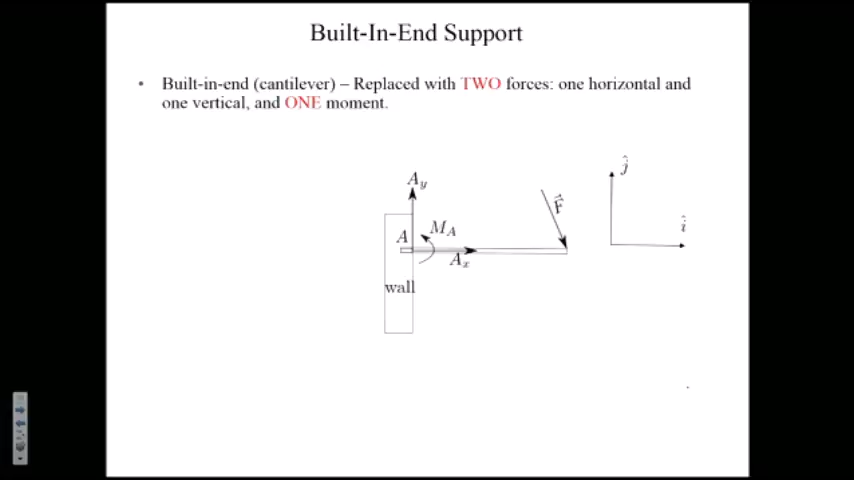 Built-In-End Support
• Built-in-end (cantilever) – Replaced with TWO forces: one horizontal and
one vertical, and ONE moment.
ĵ
A_y
F⃗
M_A
î
A
A_x
wall